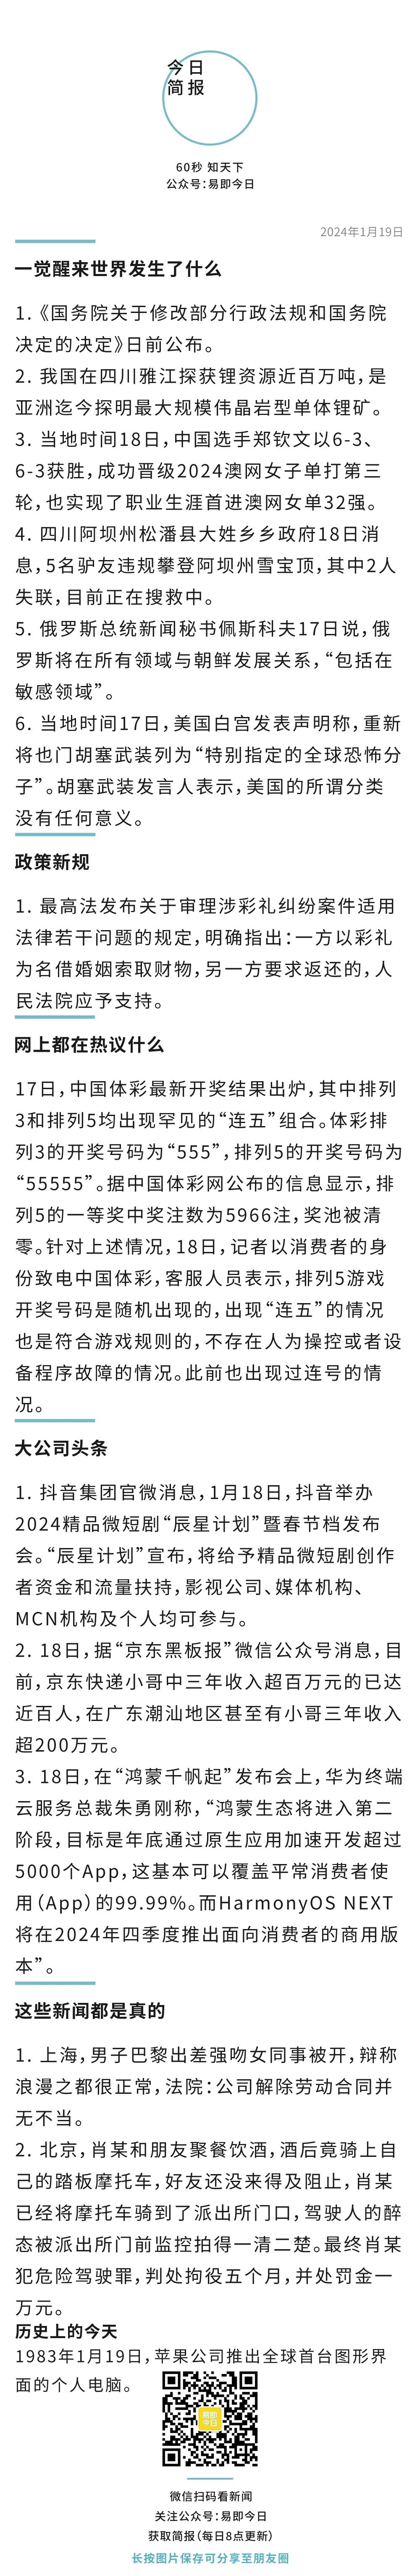 今日
简报
60秒 知天下
公众号：易即今日
2024年1月19日
一觉醒来世界发生了什么
1. 《国务院关于修改部分行政法规和国务院
决定的决定》日前公布。
2. 我国在四川雅江探获锂资源近百万吨，是
亚洲迄今探明最大规模伟晶岩型单体锂矿。
3. 当地时间18日，中国选手郑钦文以6-3、
6-3获胜，成功晋级2024澳网女子单打第三
轮，也实现了职业生涯首进澳网女单32强。
4. 四川阿坝州松潘县大姓乡乡政府18日消
息，5名驴友违规攀登阿坝州雪宝顶，其中2人
失联，目前正在搜救中。
5. 俄罗斯总统新闻秘书佩斯科夫17日说，俄
罗斯将在所有领域与朝鲜发展关系，“包括在
敏感领域”。
6. 当地时间17日，美国白宫发表声明称，重新
将也门胡塞武装列为“特别指定的全球恐怖分
子”。胡塞武装发言人表示，美国的所谓分类
没有任何意义。
政策新规
1. 最高法发布关于审理涉彩礼纠纷案件适用
法律若干问题的规定，明确指出：一方以彩礼
为名借婚姻索取财物，另一方要求返还的，人
民法院应予支持。
网上都在热议什么
17日，中国体彩最新开奖结果出炉，其中排列
3和排列5均出现罕见的“连五”组合。体彩排
列3的开奖号码为“555”，排列5的开奖号码为
“55555”。据中国体彩网公布的信息显示，排
列5的一等奖中奖注数为5966注，奖池被清
零。针对上述情况，18日，记者以消费者的身
份致电中国体彩，客服人员表示，排列5游戏
开奖号码是随机出现的，出现“连五”的情况
也是符合游戏规则的，不存在人为操控或者设
备程序故障的情况。此前也出现过连号的情
况。
大公司头条
1. 抖音集团官微消息，1月18日，抖音举办
2024精品微短剧“辰星计划”暨春节档发布
会。“辰星计划”宣布，将给予精品微短剧创作
者资金和流量扶持，影视公司、媒体机构、
MCN机构及个人均可参与。
2. 18日，据“京东黑板报”微信公众号消息，目
前，京东快递小哥中三年收入超百万元的已达
近百人，在广东潮汕地区甚至有小哥三年收入
超200万元。
3. 18日，在“鸿蒙千帆起”发布会上，华为终端
云服务总裁朱勇刚称，“鸿蒙生态将进入第二
阶段，目标是年底通过原生应用加速开发超过
5000个App，这基本可以覆盖平常消费者使
用（App）的99.99%。而HarmonyOS NEXT
将在2024年四季度推出面向消费者的商用版
本”。
这些新闻都是真的
1. 上海，男子巴黎出差强吻女同事被开，辩称
浪漫之都很正常，法院：公司解除劳动合同并
无不当。
2. 北京，肖某和朋友聚餐饮酒，酒后竟骑上自
己的踏板摩托车，好友还没来得及阻止，肖某
已经将摩托车骑到了派出所门口，驾驶人的醉
态被派出所门前监控拍得一清二楚。最终肖某
犯危险驾驶罪，判处拘役五个月，并处罚金一
万元。
历史上的今天
1983年1月19日，苹果公司推出全球首台图形界
面的个人电脑。
易即
今日
微信扫码看新闻
关注公众号：易即今日
获取简报（每日8点更新）
长按图片保存可分享至朋友圈